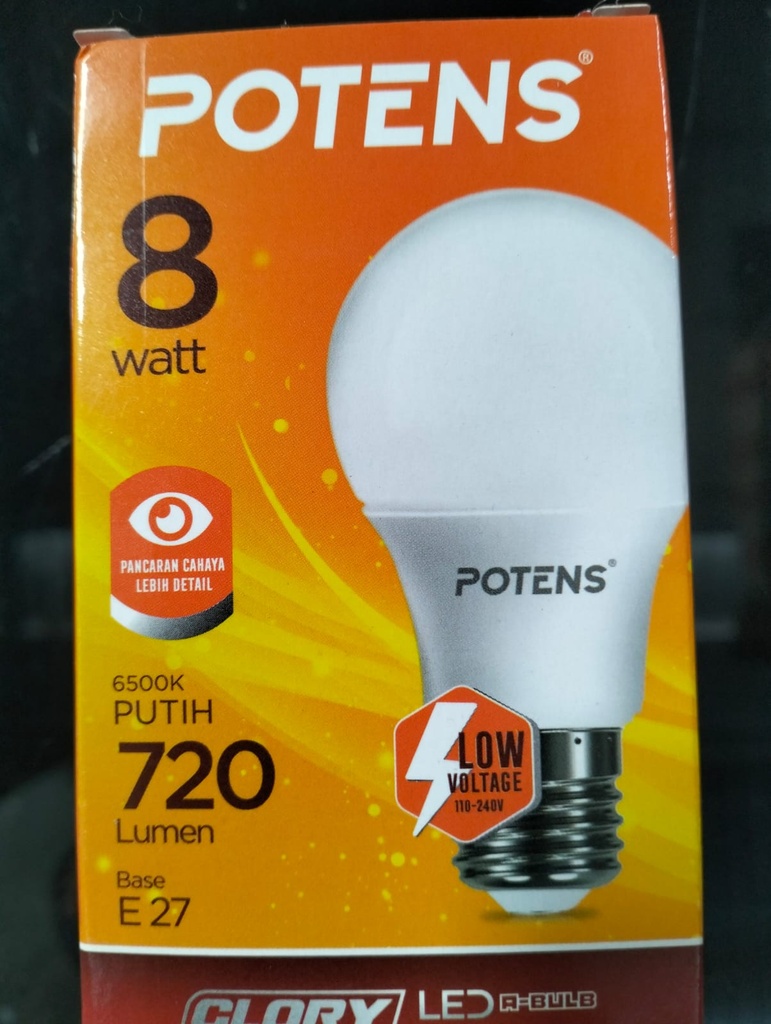 POTENS®
8
watt
PANCARAN CAHAYA
LEBIH DETAIL
POTENS®
6500K
PUTIH
720
Lumen
Base
E 27
LOW
VOLTAGE
110-240V
GLORY LED A-BULB